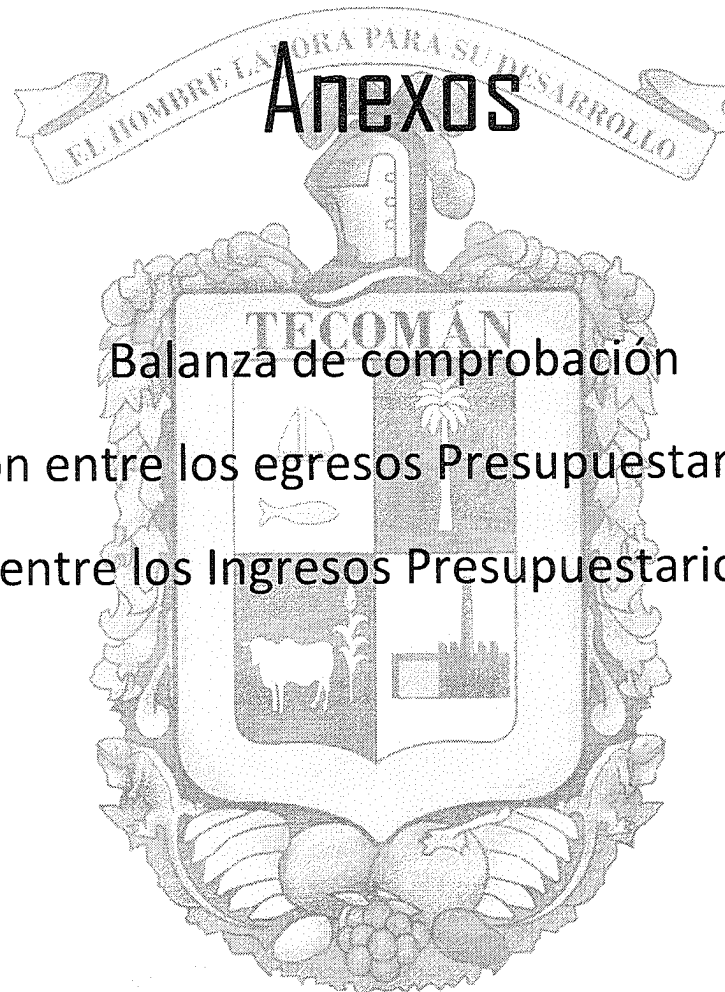 EL HOMBRE LABORA PARA SU DESARROLLO
Anexos
TECOMÁN
Balanza de comprobación
entre los egresos Presupuestar
entre los Ingresos Presupuestario